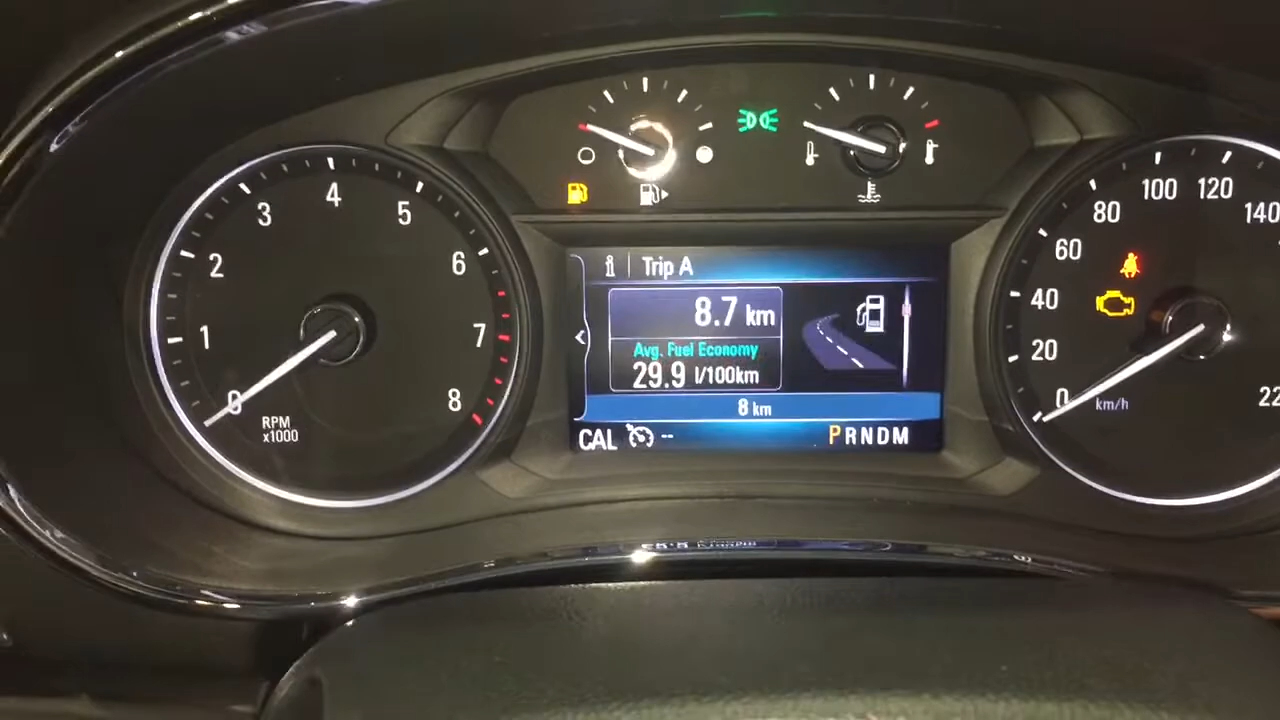 0
1
2
3
4
5
6
7
8
RPM
x1000
i Trip A
8.7 km
Avg. Fuel Economy
29.9 l/100km
8 km
CAL --
PRNDM
0
20
40
60
80
100
120
140
22
km/h